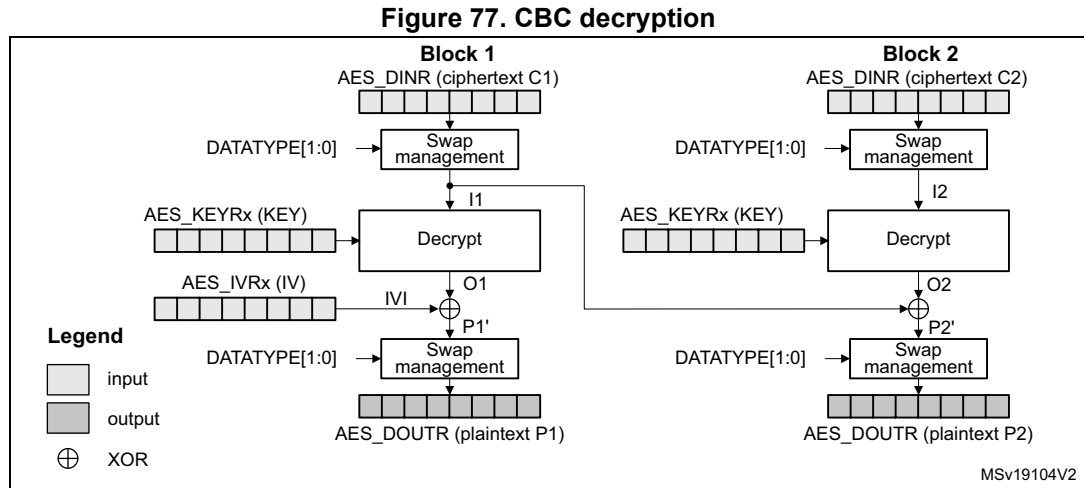 Figure 77. CBC decryption
Block 1
AES_DINR (ciphertext C1)
DATATYPE[1:0]
Swap
management
I1
AES_KEYRx (KEY)
Decrypt
AES_IVRx (IV)
IVI
O1
P1'
DATATYPE[1:0]
Swap
management
AES_DOUTR (plaintext P1)
Block 2
AES_DINR (ciphertext C2)
DATATYPE[1:0]
Swap
management
I2
AES_KEYRx (KEY)
Decrypt
O2
P2'
DATATYPE[1:0]
Swap
management
AES_DOUTR (plaintext P2)
Legend
input
output
XOR
MSv19104V2